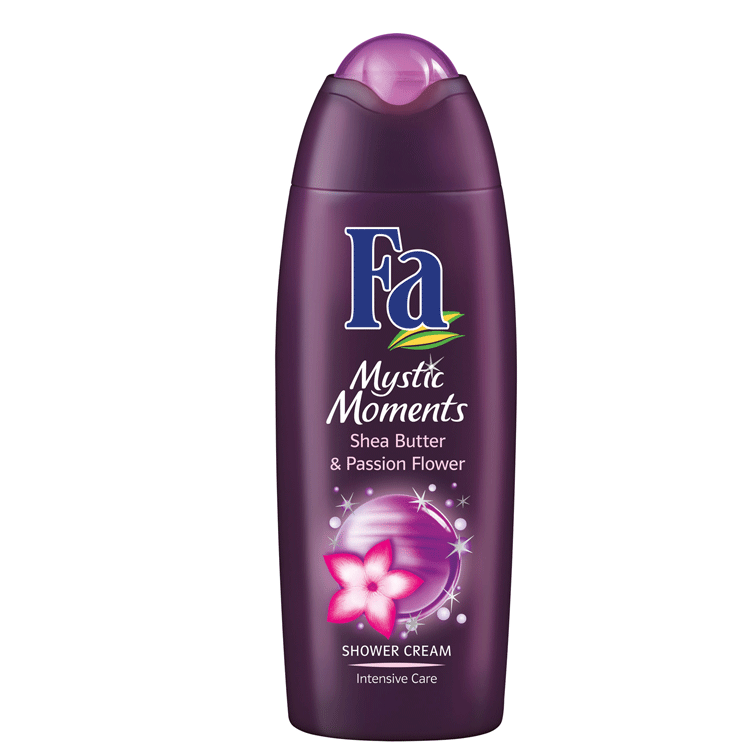 Fa
Mystic
Moments
Shea Butter
& Passion Flower
SHOWER CREAM
Intensive Care